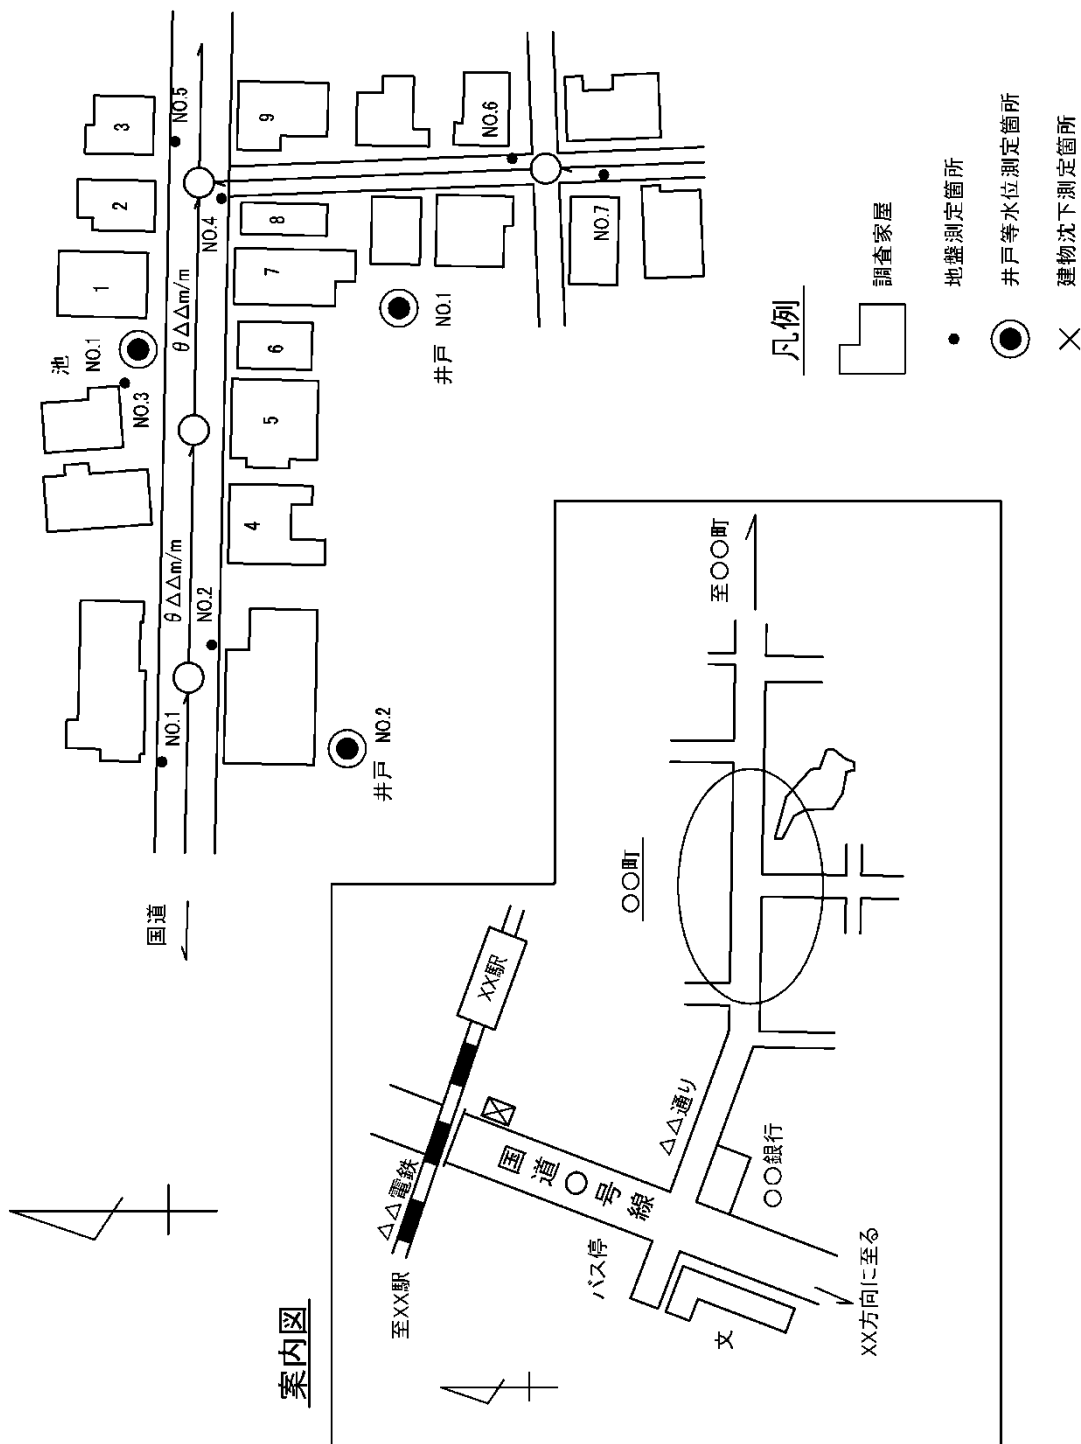 国道
NO.1
θ△△m/m
NO.2
池
NO.1
NO.3
θ△△m/m
NO.4
NO.5
1
2
3
4
5
6
7
8
9
NO.6
NO.7
井戸 NO.1
井戸 NO.2
凡例
調査家屋
地盤測定箇所
井戸等水位測定箇所
建物沈下測定箇所
案内図
至XX駅
△△電鉄
XX駅
国道○号線
バス停
文
△△通り
○○銀行
XX方向に至る
○○町
至○○町